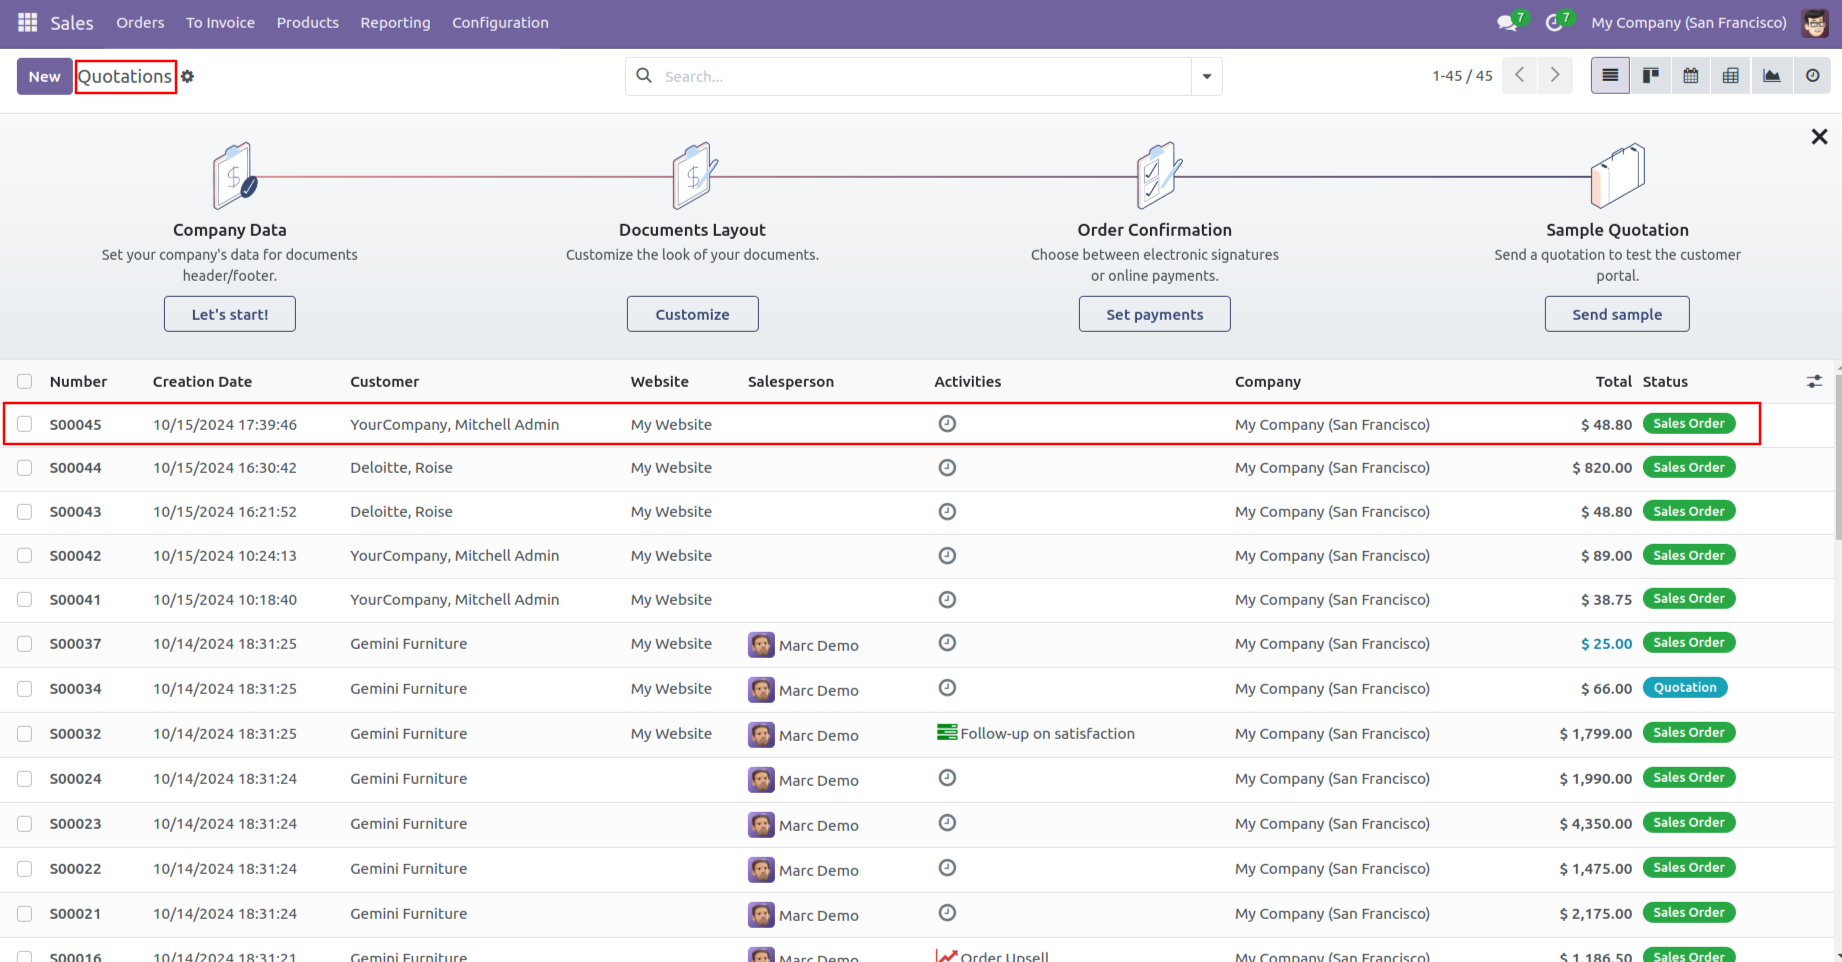 Sales Orders To Invoice Products Reporting Configuration 7 7 My Company (San Francisco)
New Quotations Search... 1-45 / 45
Company Data Documents Layout Order Confirmation Sample Quotation
Set your company's data for documents Customize the look of your documents. Choose between electronic signatures Send a quotation to test the customer
header/footer. or online payments. portal.
Let's start! Customize Set payments Send sample
Number Creation Date Customer Website Salesperson Activities Company Total Status
S00045 10/15/2024 17:39:46 YourCompany, Mitchell Admin My Website My Company (San Francisco) $ 48.80 Sales Order
S00044 10/15/2024 16:30:42 Deloitte, Roise My Website My Company (San Francisco) $ 820.00 Sales Order
S00043 10/15/2024 16:21:52 Deloitte, Roise My Website My Company (San Francisco) $ 48.80 Sales Order
S00042 10/15/2024 10:24:13 YourCompany, Mitchell Admin My Website My Company (San Francisco) $ 89.00 Sales Order
S00041 10/15/2024 10:18:40 YourCompany, Mitchell Admin My Website My Company (San Francisco) $ 38.75 Sales Order
S00037 10/14/2024 18:31:25 Gemini Furniture My Website Marc Demo My Company (San Francisco) $ 25.00 Sales Order
S00034 10/14/2024 18:31:25 Gemini Furniture My Website Marc Demo My Company (San Francisco) $ 66.00 Quotation
S00032 10/14/2024 18:31:25 Gemini Furniture My Website Marc Demo Follow-up on satisfaction My Company (San Francisco) $ 1,799.00 Sales Order
S00024 10/14/2024 18:31:24 Gemini Furniture Marc Demo My Company (San Francisco) $ 1,990.00 Sales Order
S00023 10/14/2024 18:31:24 Gemini Furniture Marc Demo My Company (San Francisco) $ 4,350.00 Sales Order
S00022 10/14/2024 18:31:24 Gemini Furniture Marc Demo My Company (San Francisco) $ 1,475.00 Sales Order
S00021 10/14/2024 18:31:24 Gemini Furniture Marc Demo My Company (San Francisco) $ 2,175.00 Sales Order
S00016 10/14/2024 18:31:21 Gemini Furniture Marc Demo Order Upsell My Company (San Francisco) $ 1,186.50 Sales Order